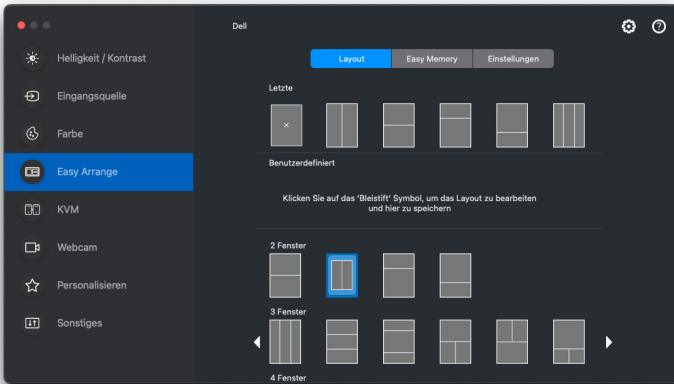 Dell
Helligkeit / Kontrast
Eingangsquelle
Farbe
Easy Arrange
KVM
Webcam
Personalisieren
Sonstiges
Layout
Easy Memory
Einstellungen
Letzte
Benutzerdefiniert
Klicken Sie auf das 'Bleistift' Symbol, um das Layout zu bearbeiten
und hier zu speichern
2 Fenster
3 Fenster
4 Fenster